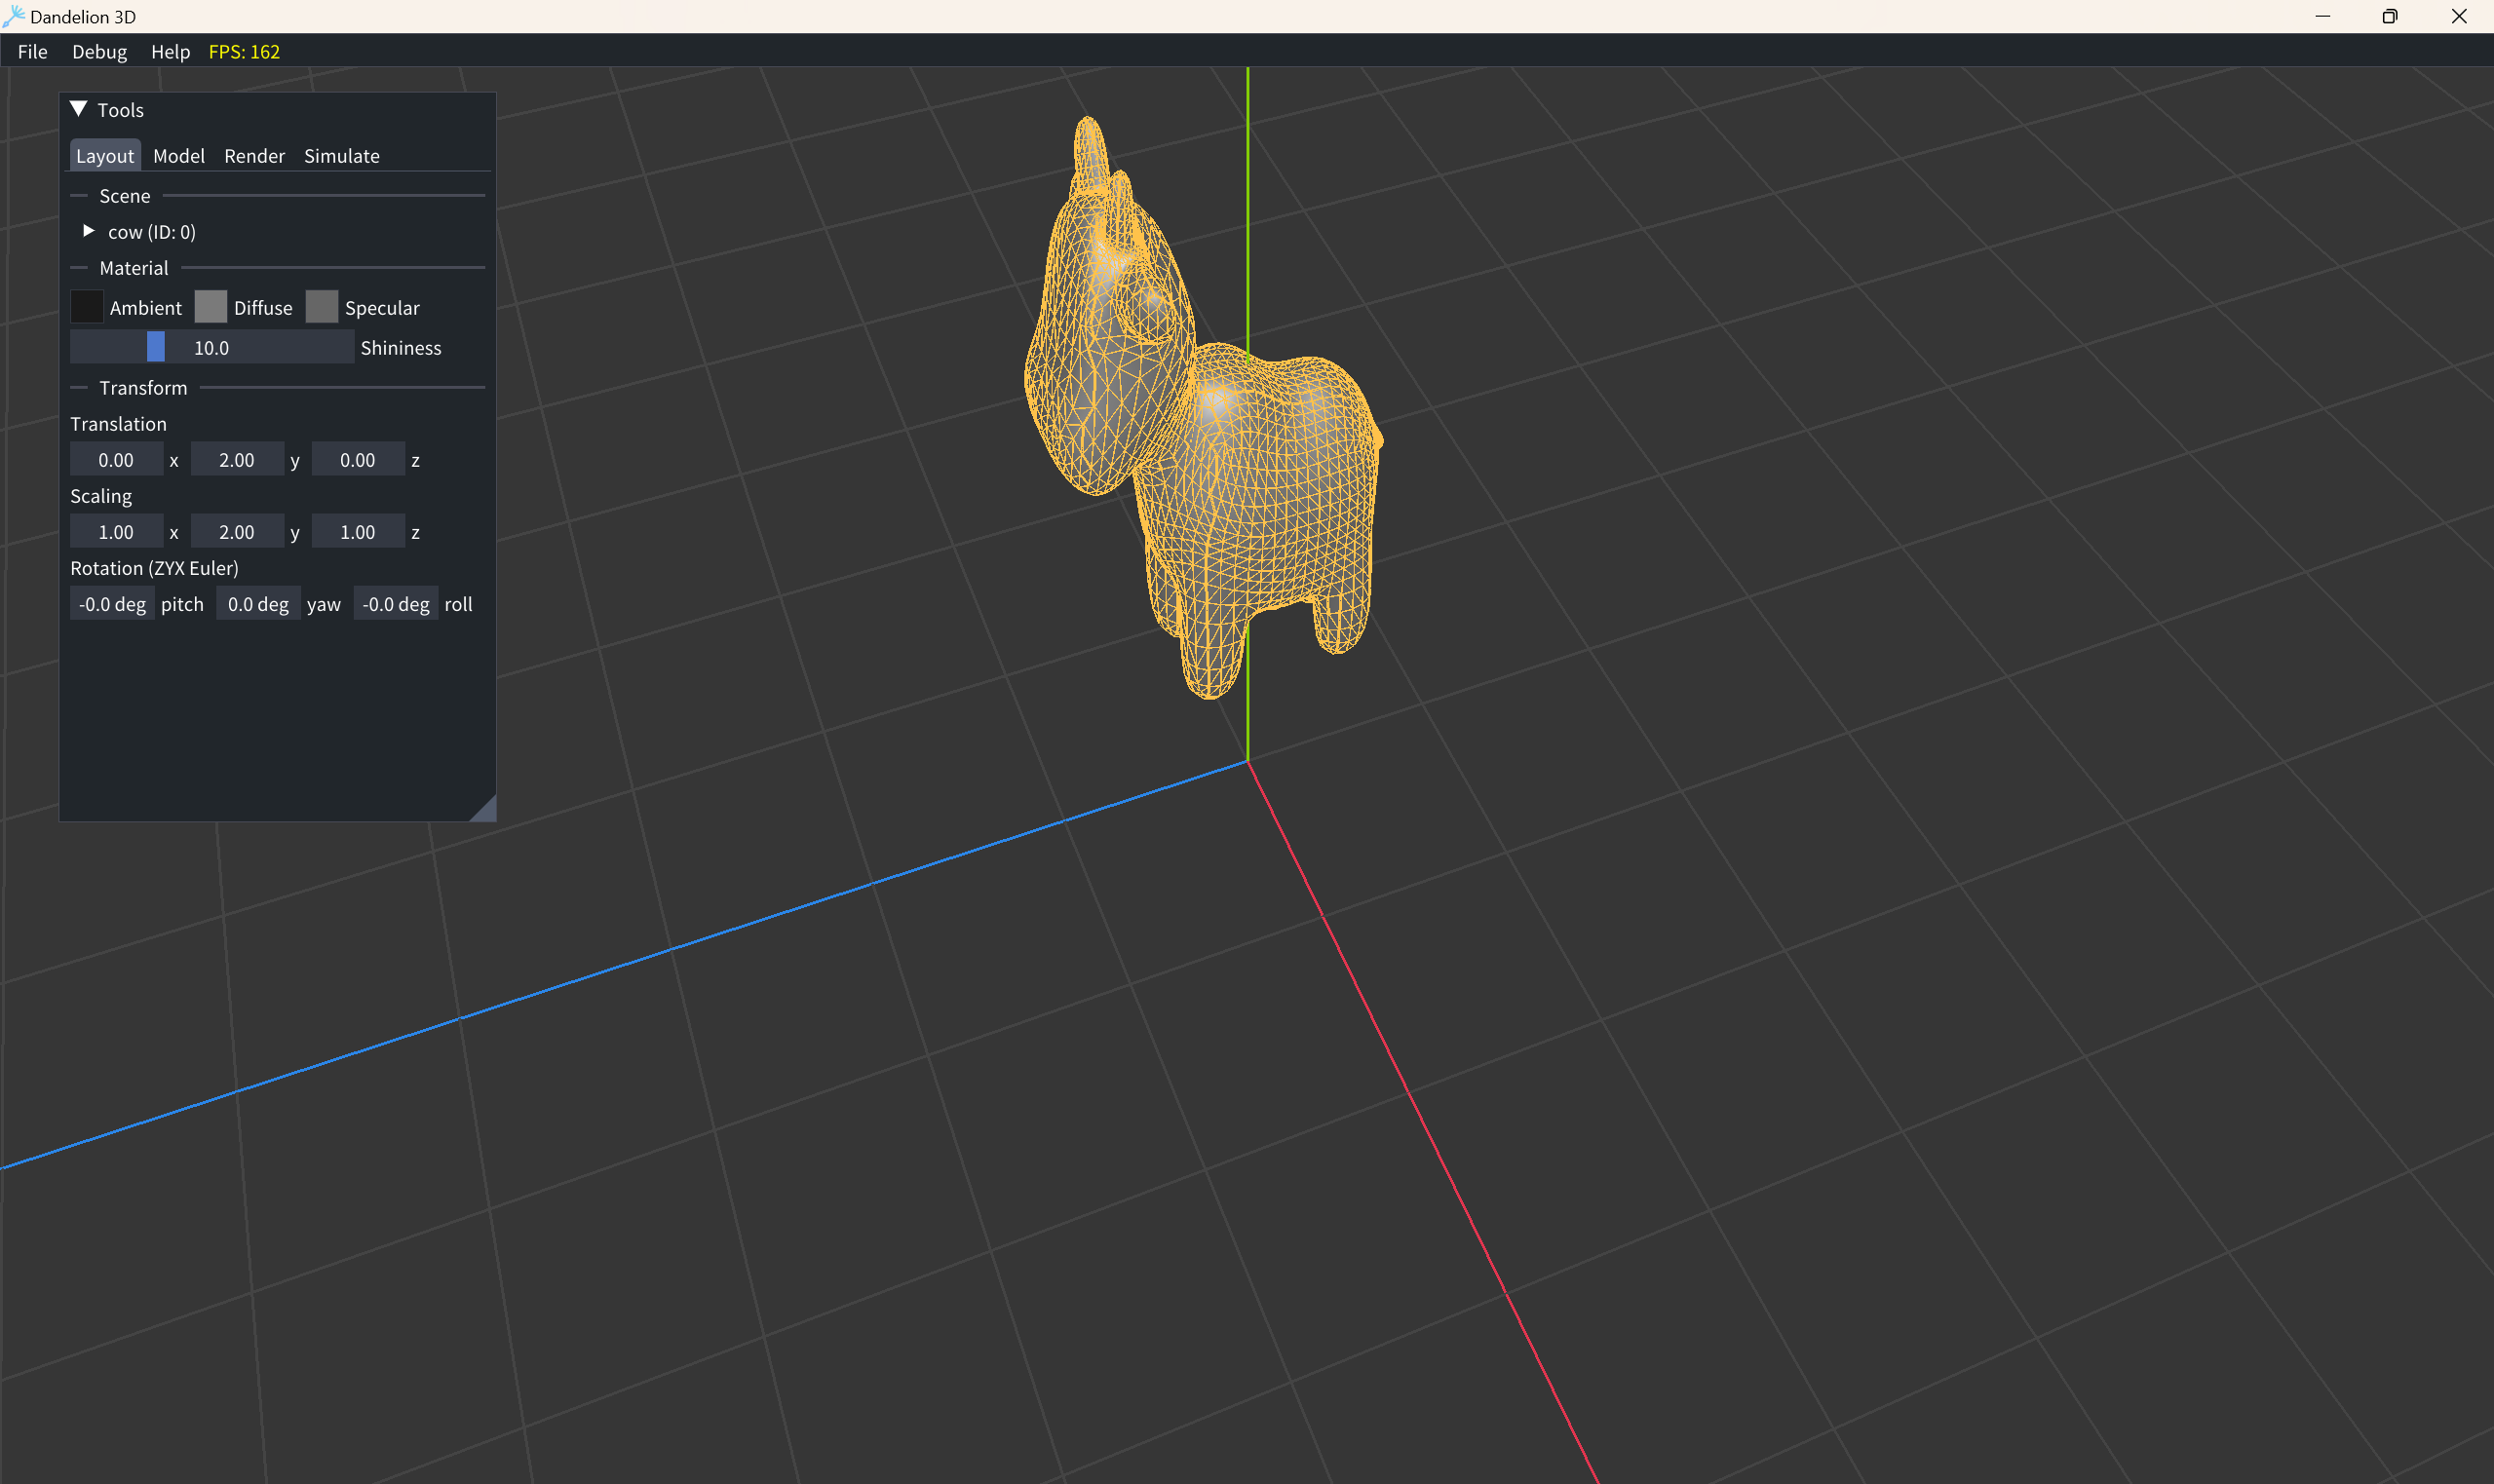 Dandelion 3D
File Debug Help FPS: 162
Tools
Layout Model Render Simulate
Scene
cow (ID: 0)
Material
Ambient Diffuse Specular
10.0 Shininess
Transform
Translation
0.00 x 2.00 y 0.00 z
Scaling
1.00 x 2.00 y 1.00 z
Rotation (ZYX Euler)
-0.0 deg pitch 0.0 deg yaw -0.0 deg roll